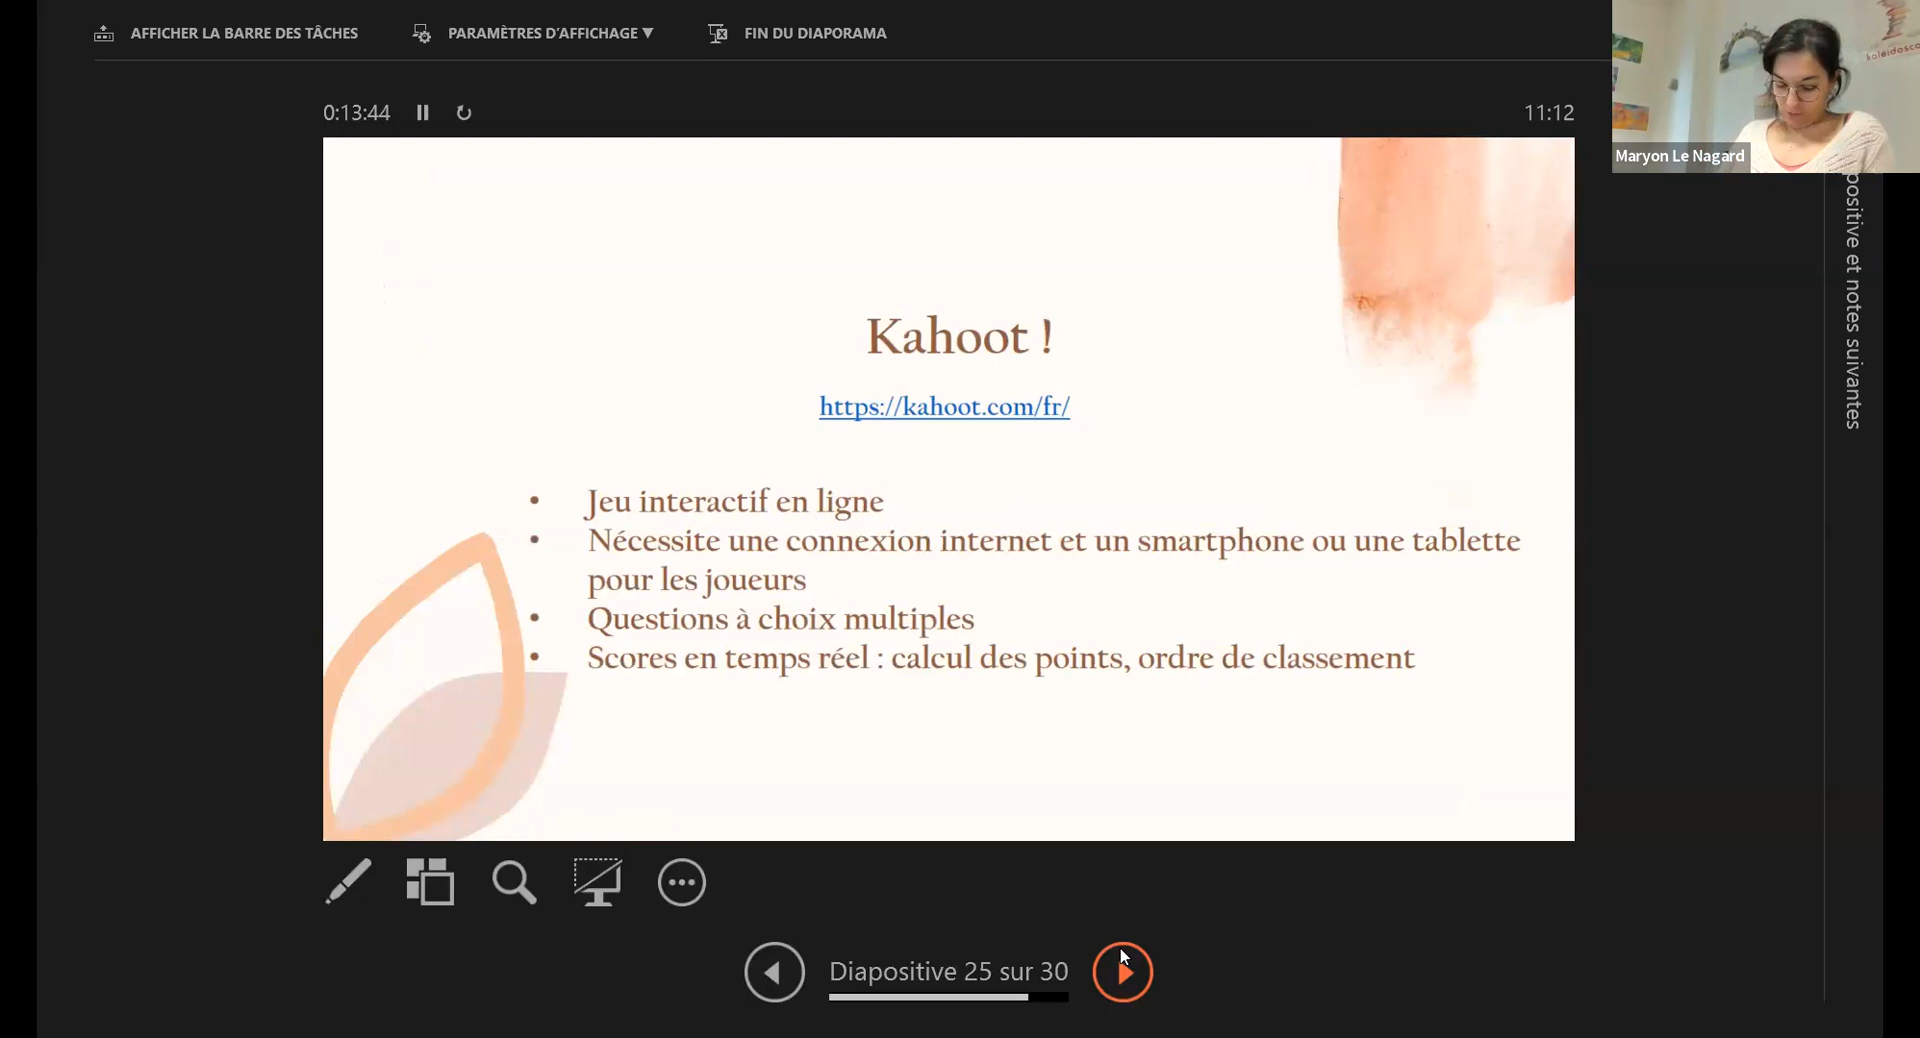 AFFICHER LA BARRE DES TÂCHES
PARAMÈTRES D'AFFICHAGE ▼
FIN DU DIAPORAMA
kaleidosco
Maryon Le Nagard
0:13:44
11:12
positive et notes suivantes
Kahoot !
https://kahoot.com/fr/
• Jeu interactif en ligne
• Nécessite une connexion internet et un smartphone ou une tablette
pour les joueurs
• Questions à choix multiples
• Scores en temps réel : calcul des points, ordre de classement
Diapositive 25 sur 30